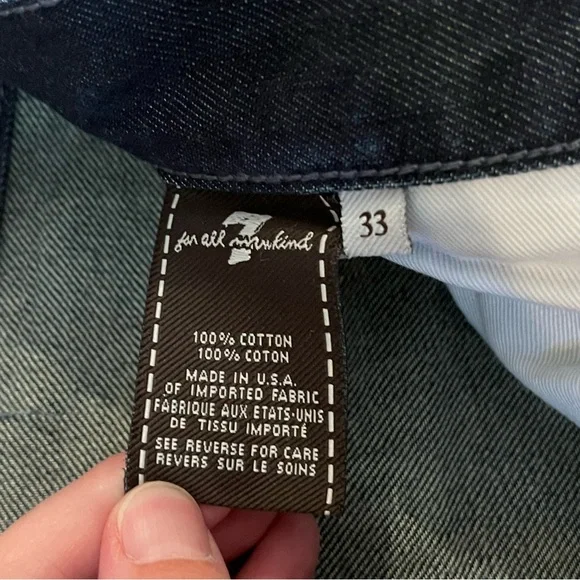 7
for all mankind
33
100% COTTON
100% COTON
MADE IN U.S.A.
OF IMPORTED FABRIC
FABRIQUE AUX ETATS-UNIS
DE TISSU IMPORTÉ
SEE REVERSE FOR CARE
REVERS SUR LE SOINS